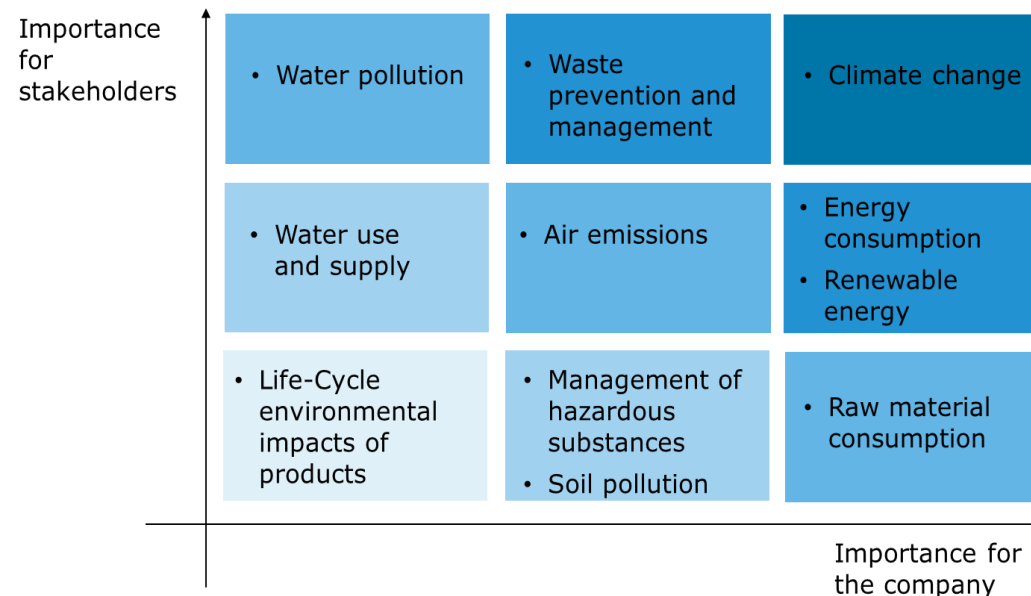 Importance
for
stakeholders
• Water pollution
• Waste
prevention and
management
• Climate change
• Water use
and supply
• Air emissions
• Energy
consumption
• Renewable
energy
• Life-Cycle
environmental
impacts of
products
• Management of
hazardous
substances
• Soil pollution
• Raw material
consumption
Importance for
the company